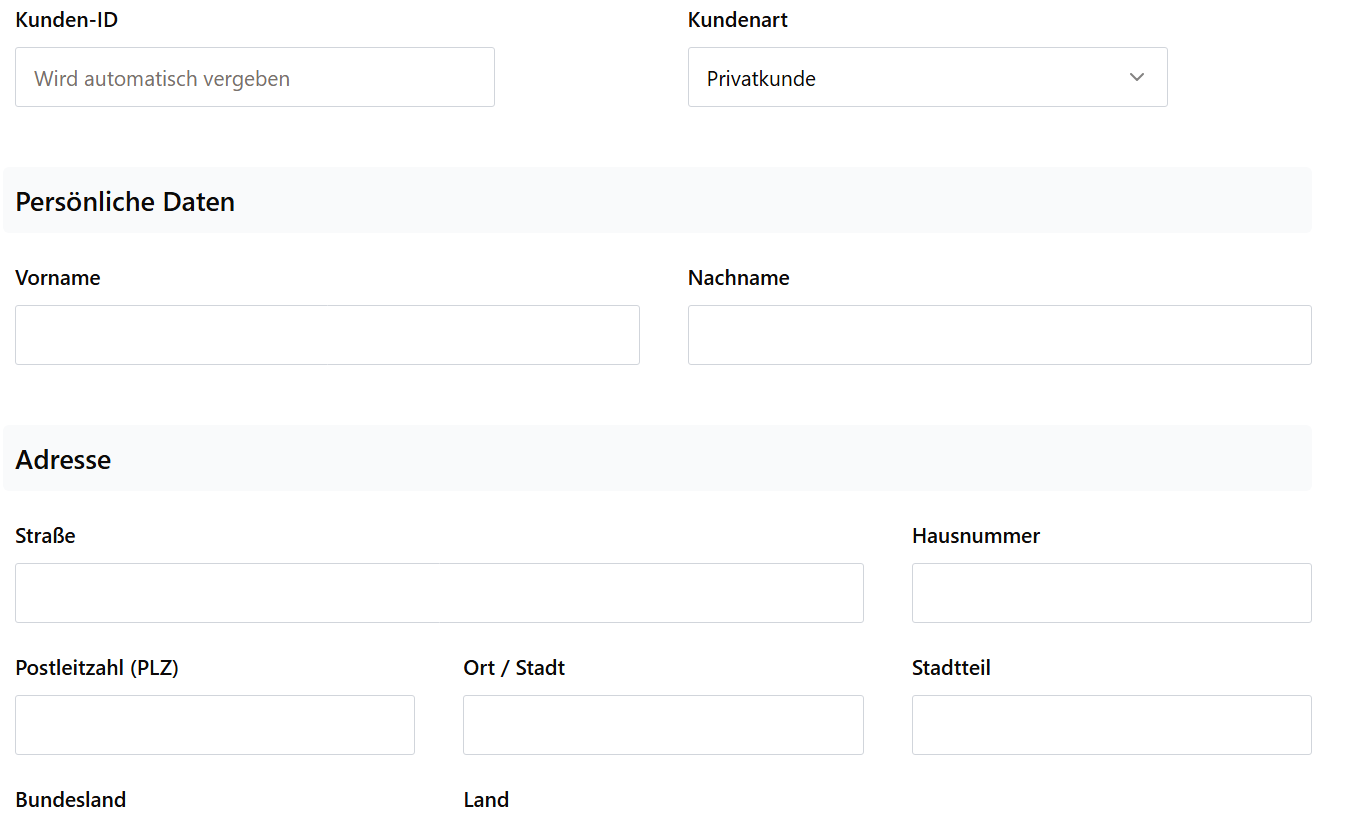 Kunden-ID Kundenart
Wird automatisch vergeben Privatkunde
Persönliche Daten
Vorname Nachname
Adresse
Straße Hausnummer
Postleitzahl (PLZ) Ort / Stadt Stadtteil
Bundesland Land